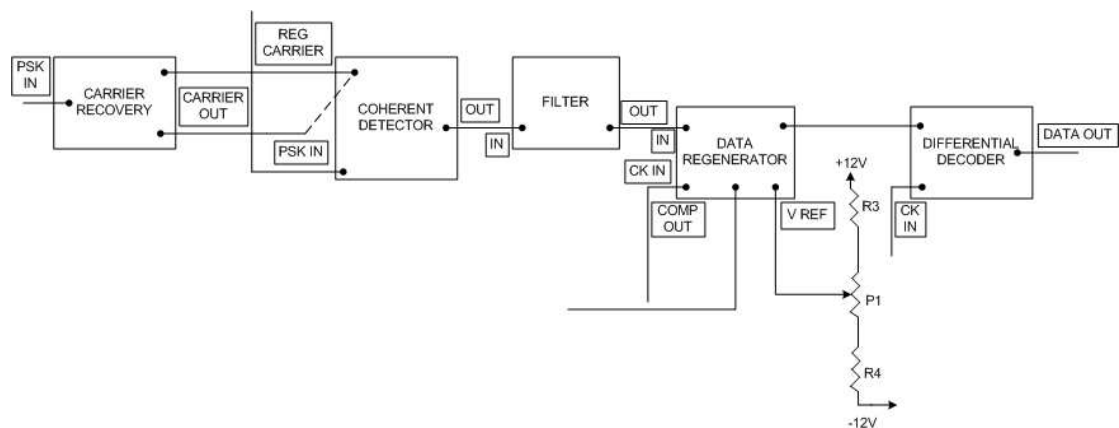 PSK
IN
CARRIER
RECOVERY
CARRIER
OUT
REG
CARRIER
PSK IN
COHERENT
DETECTOR
OUT
IN
FILTER
OUT
IN
CK IN
DATA
REGENERATOR
COMP
OUT
V REF
+12V
R3
P1
R4
-12V
DIFFERENTIAL
DECODER
CK
IN
DATA OUT